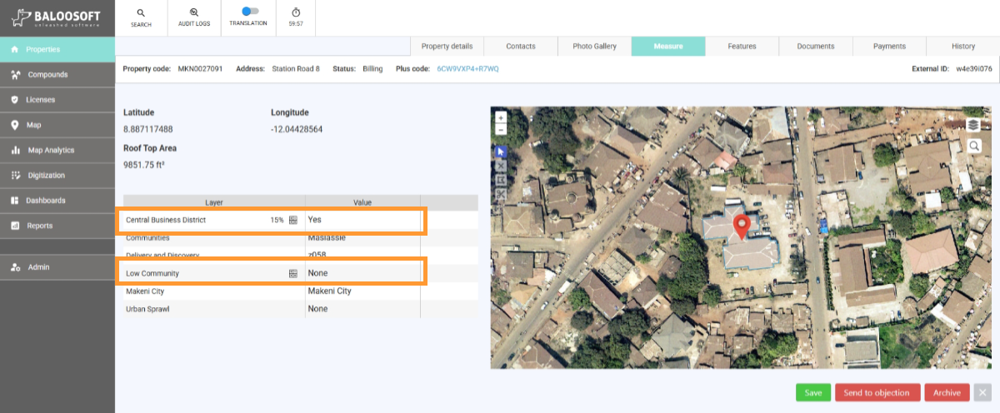 BALOOSOFT
unleashed software
SEARCH
AUDIT LOGS
TRANSLATION
59:57
Properties
Compounds
Licenses
Map
Map Analytics
Digitization
Dashboards
Reports
Admin
Property details
Contacts
Photo Gallery
Measure
Features
Documents
Payments
History
Property code: MKN0027091 Address: Station Road 8 Status: Billing Plus code: 6CW9VXP4+R7WQ External ID: w4e39i076
Latitude Longitude
8.887117488 -12.04428564
Roof Top Area
9851.75 ft²
Layer Value
Central Business District 15% Yes
Communities Masiassie
Delivery and Discovery z058
Low Community None
Makeni City Makeni City
Urban Sprawl None
+
−
Save Send to objection Archive